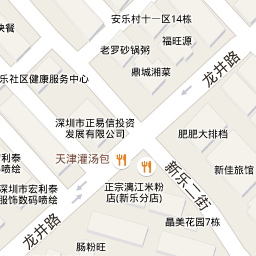 安乐村十一区14栋
快餐
福旺源
老罗砂锅粥
鼎城湘菜
龙井路
乐社区健康服务中心
深圳市正易信投资
发展有限公司
肥肥大排档
利泰
喷绘
天津灌汤包
新乐二街
新佳旅馆
深圳市宏利泰
服饰数码喷绘
正宗漓江米粉
店(新乐分店)
龙井路
晶美花园7栋
肠粉旺